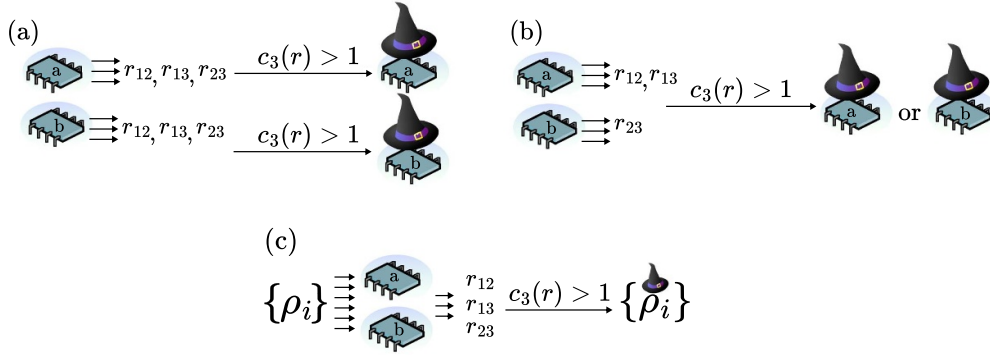 (a)
a r₁₂, r₁₃, r₂₃ c₃(r) > 1 a
b r₁₂, r₁₃, r₂₃ c₃(r) > 1 b
(b)
a r₁₂, r₁₃ c₃(r) > 1 a or b
b r₂₃
(c)
{ρᵢ} a b r₁₂ r₁₃ r₂₃ c₃(r) > 1 {ρᵢ}